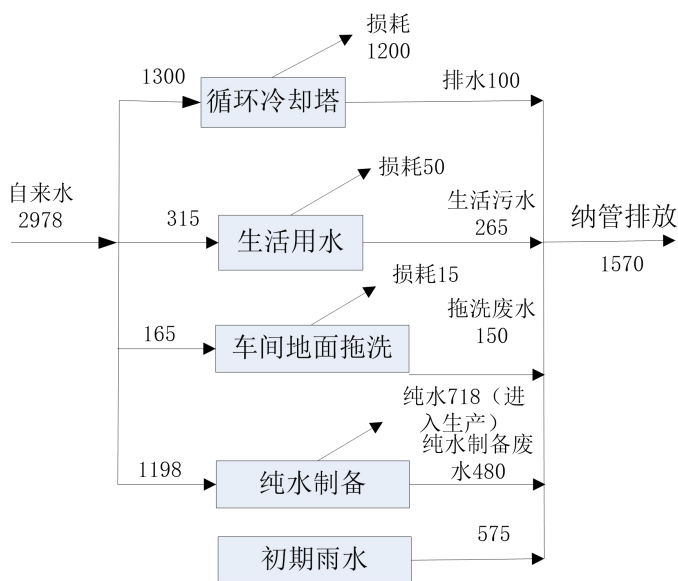 损耗
1200
1300
循环冷却塔
排水100
自来水
2978
损耗50
315
生活用水
生活污水
265
纳管排放
1570
损耗15
165
车间地面拖洗
拖洗废水
150
纯水718（进
入生产）
1198
纯水制备
纯水制备废
水480
初期雨水
575